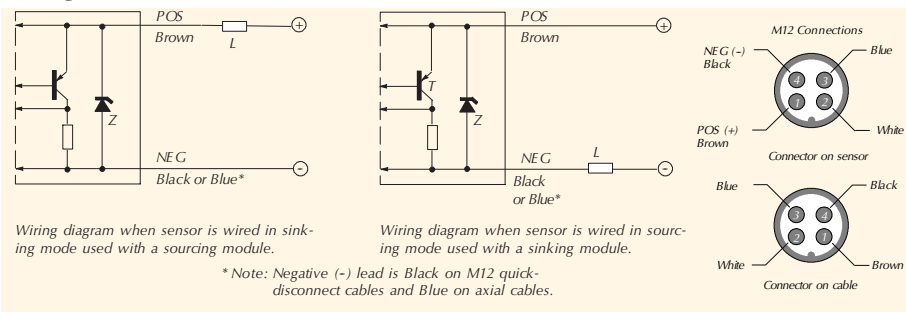 POS
Brown
L
+
Z
NEG
Black or Blue*
-
Wiring diagram when sensor is wired in sink-
ing mode used with a sourcing module.
POS
Brown
+
T
Z
NEG
L
Black
or Blue*
-
Wiring diagram when sensor is wired in sourc-
ing mode used with a sinking module.
* Note: Negative (-) lead is Black on M12 quick-
disconnect cables and Blue on axial cables.
M12 Connections
NEG (-)
Black
Blue
4 3
1 2
POS (+)
Brown
White
Connector on sensor
Blue
Black
3 4
2 1
White
Brown
Connector on cable